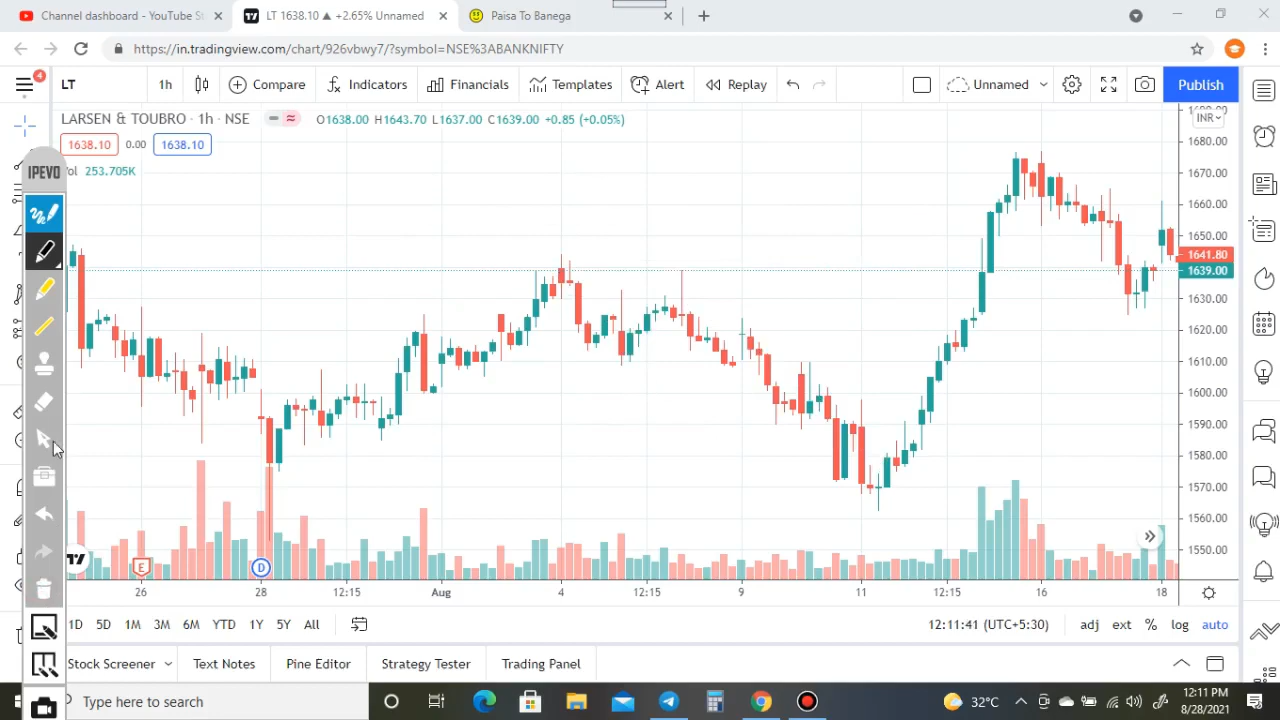 Channel dashboard - YouTube St
LT 1638.10 ▲ +2.65% Unnamed
Paisa To Banega
https://in.tradingview.com/chart/926vbwy7/?symbol=NSE%3ABANKNIFTY
4
LT
1h
Compare
Indicators
Financials
Templates
Alert
Replay
Unnamed
Publish
LARSEN & TOUBRO · 1h · NSE
O1638.00 H1643.70 L1637.00 C1639.00 +0.85 (+0.05%)
INR
1638.10
0.00
1638.10
Vol 253.705K
IPEVO
1680.00
1670.00
1660.00
1650.00
1641.80
1639.00
1630.00
1620.00
1610.00
1600.00
1590.00
1580.00
1570.00
1560.00
1550.00
E
D
26
28
12:15
Aug
4
12:15
9
11
12:15
16
18
1D
5D
1M
3M
6M
YTD
1Y
5Y
All
12:11:41 (UTC+5:30)
adj
ext
%
log
auto
Stock Screener
Text Notes
Pine Editor
Strategy Tester
Trading Panel
Type here to search
32°C
12:11 PM
8/28/2021